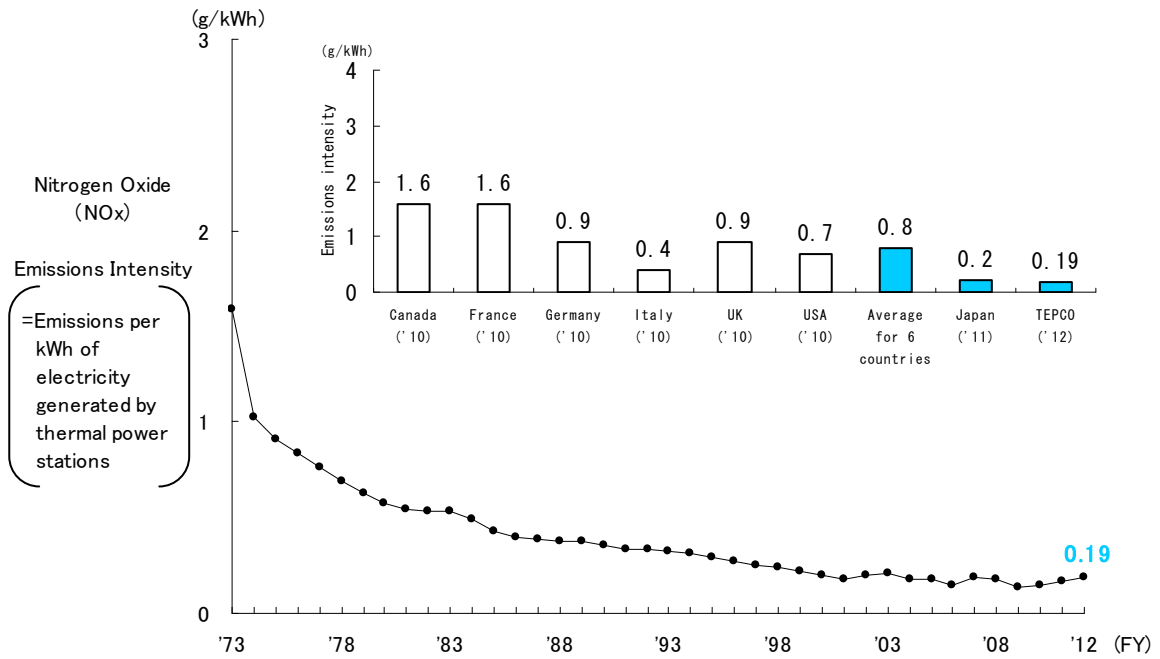 (g/kWh)
3
2
1
0
Nitrogen Oxide
(NOx)
Emissions Intensity
=Emissions per
kWh of
electricity
generated by
thermal power
stations
(g/kWh)
Emissions intensity
4
3
2
1
0
1.6
1.6
0.9
0.4
0.9
0.7
0.8
0.2
0.19
Canada
('10)
France
('10)
Germany
('10)
Italy
('10)
UK
('10)
USA
('10)
Average
for 6
countries
Japan
('11)
TEPCO
('12)
0.19
'73 '78 '83 '88 '93 '98 '03 '08 '12 (FY)